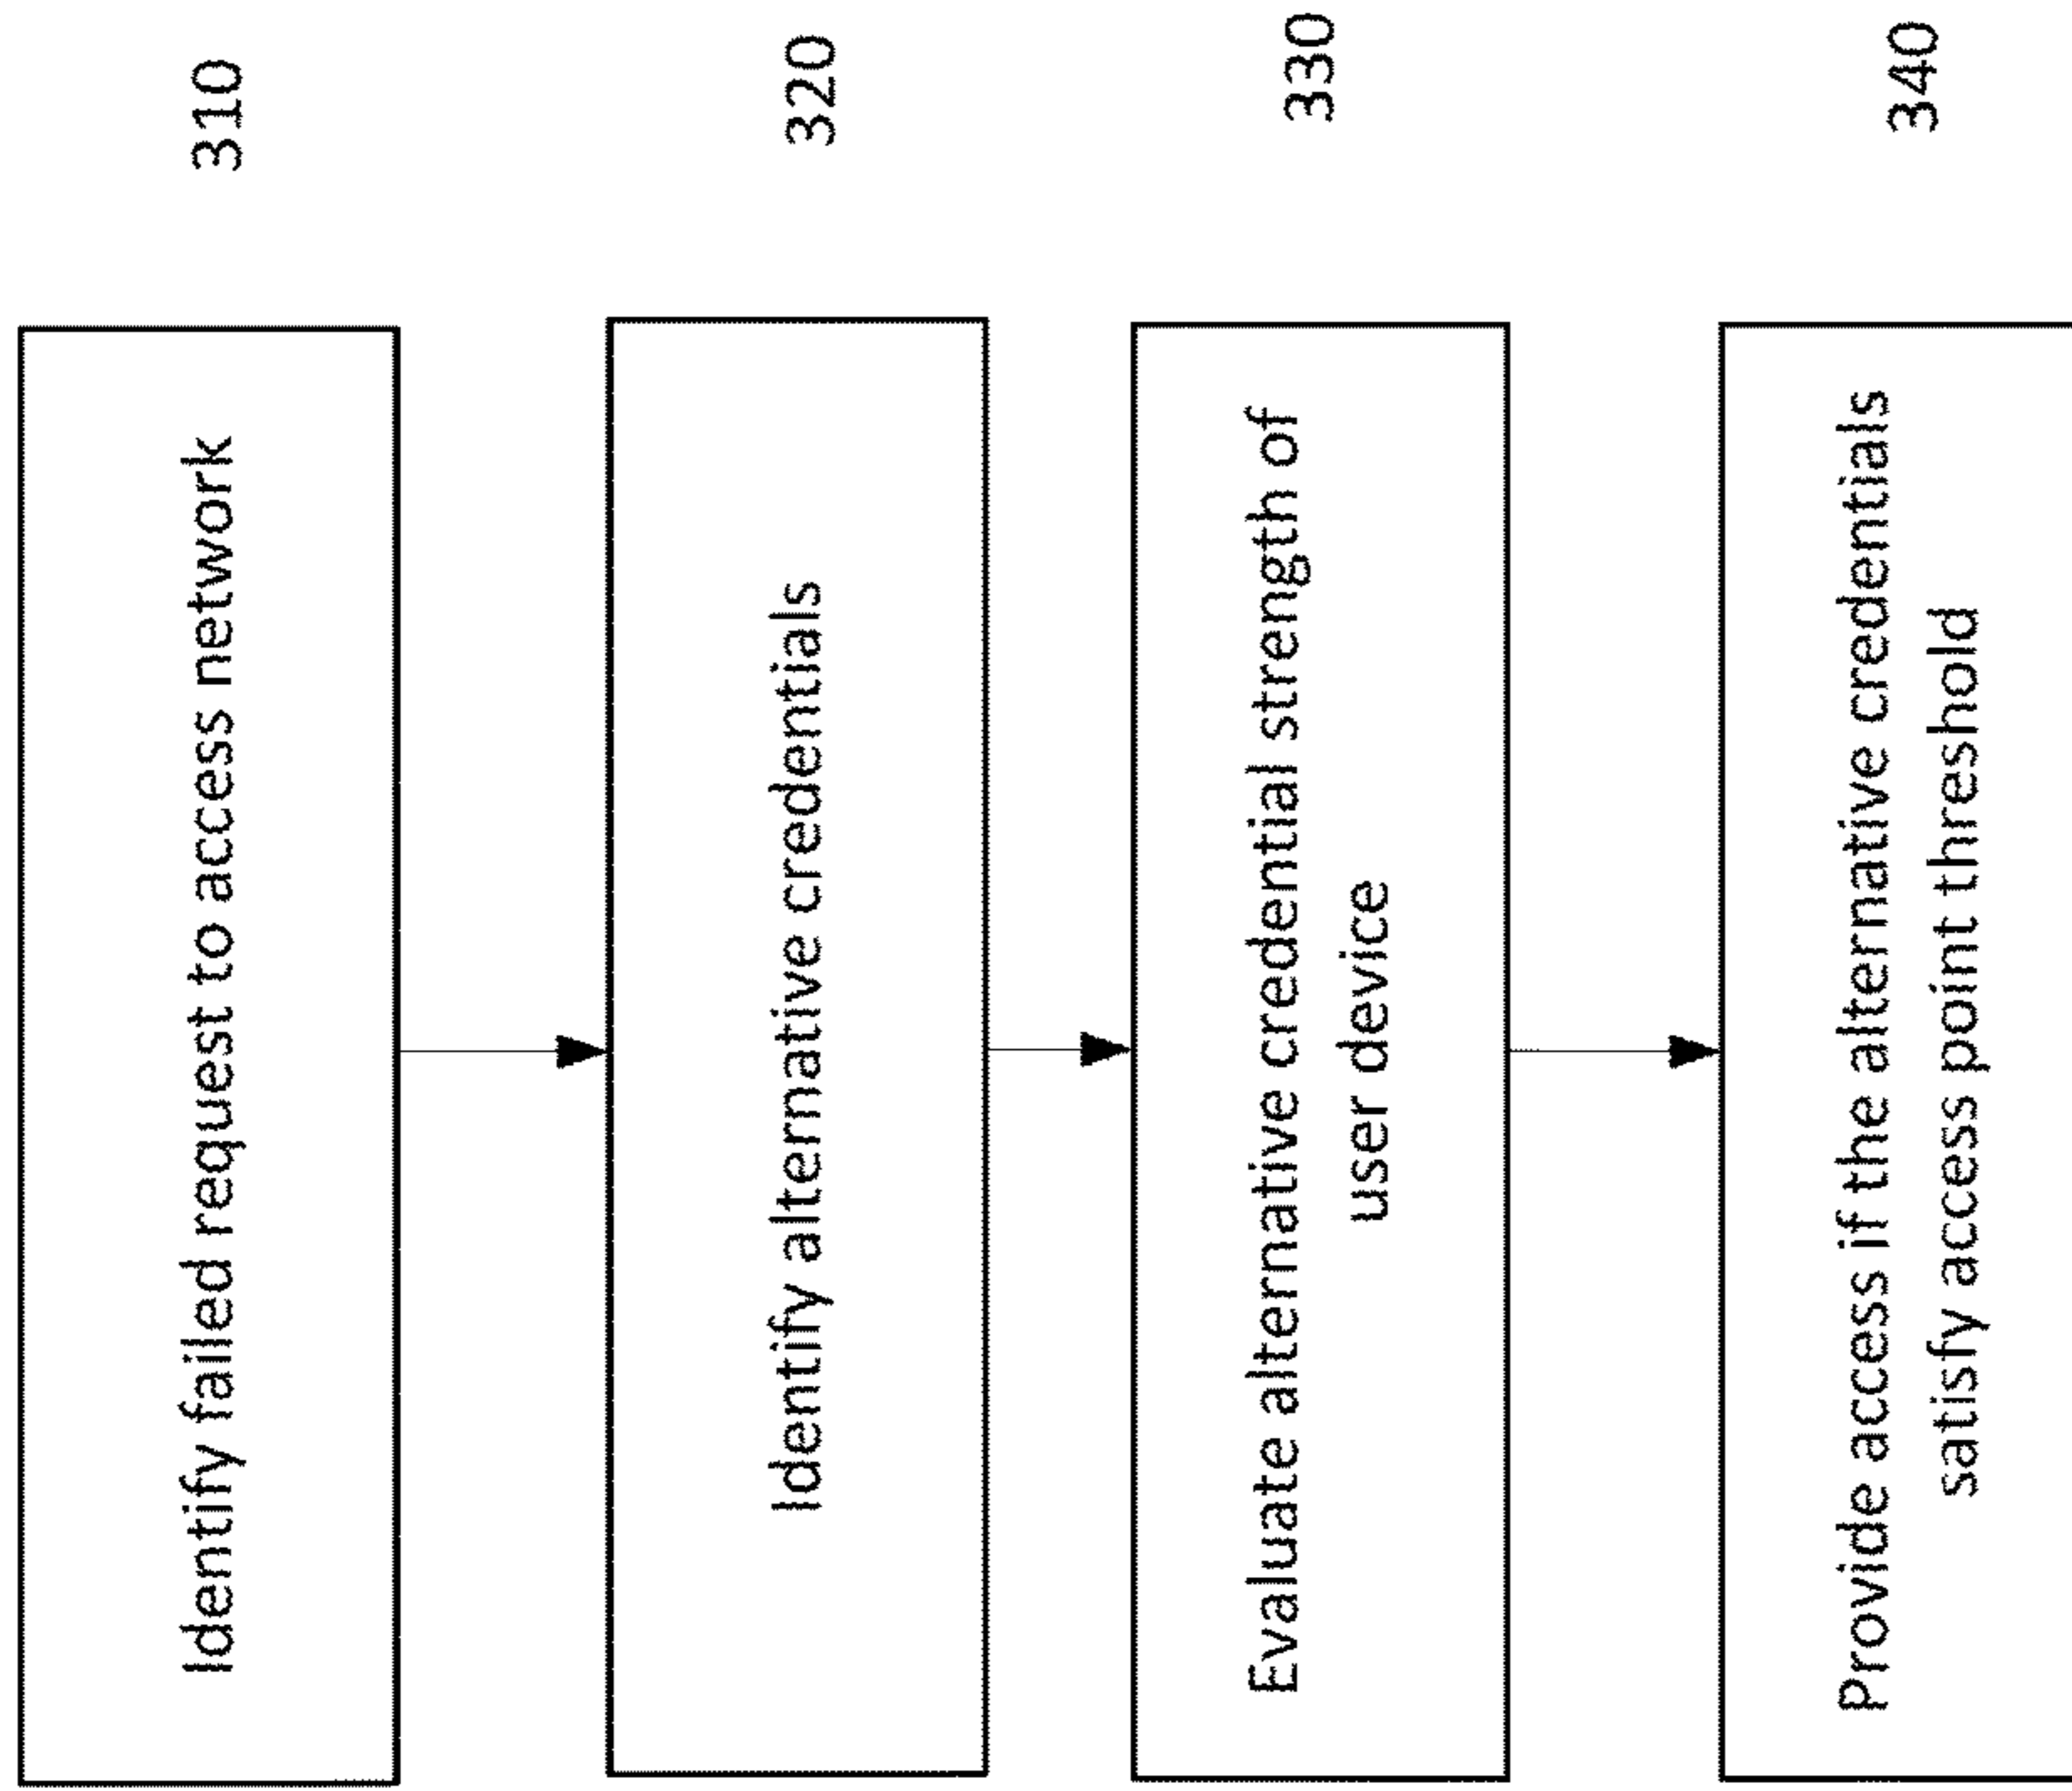 Identify failed request to access network
310
Identify alternative credentials
320
Evaluate alternative credential strength of
user device
330
Provide access if the alternative credentials
satisfy access point threshold
340